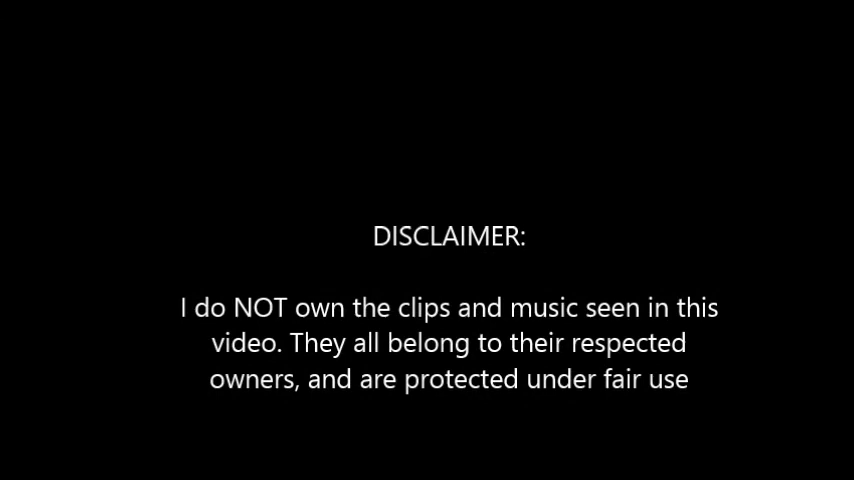 DISCLAIMER:
I do NOT own the clips and music seen in this
video. They all belong to their respected
owners, and are protected under fair use